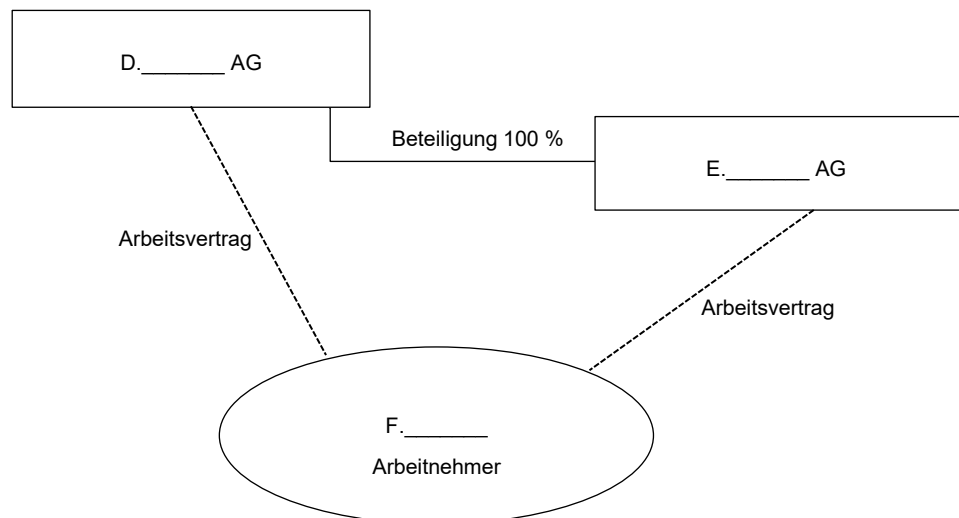 D._______ AG
Beteiligung 100 %
E._______ AG
Arbeitsvertrag
Arbeitsvertrag
F._______
Arbeitnehmer